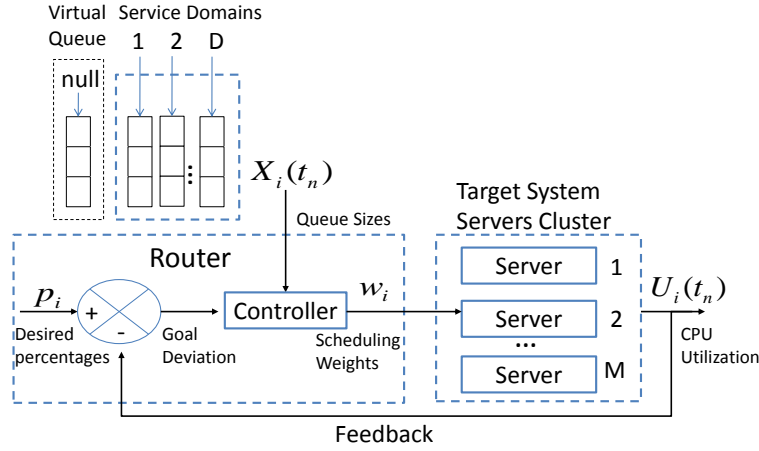 Virtual Queue
Service Domains
1 2 D
null
...
X_i(t_n)
Queue Sizes
Target System
Servers Cluster
Router
p_i
+
-
Desired
percentages
Goal
Deviation
Controller
w_i
Scheduling
Weights
Server 1
Server 2
...
Server M
U_i(t_n)
CPU
Utilization
Feedback